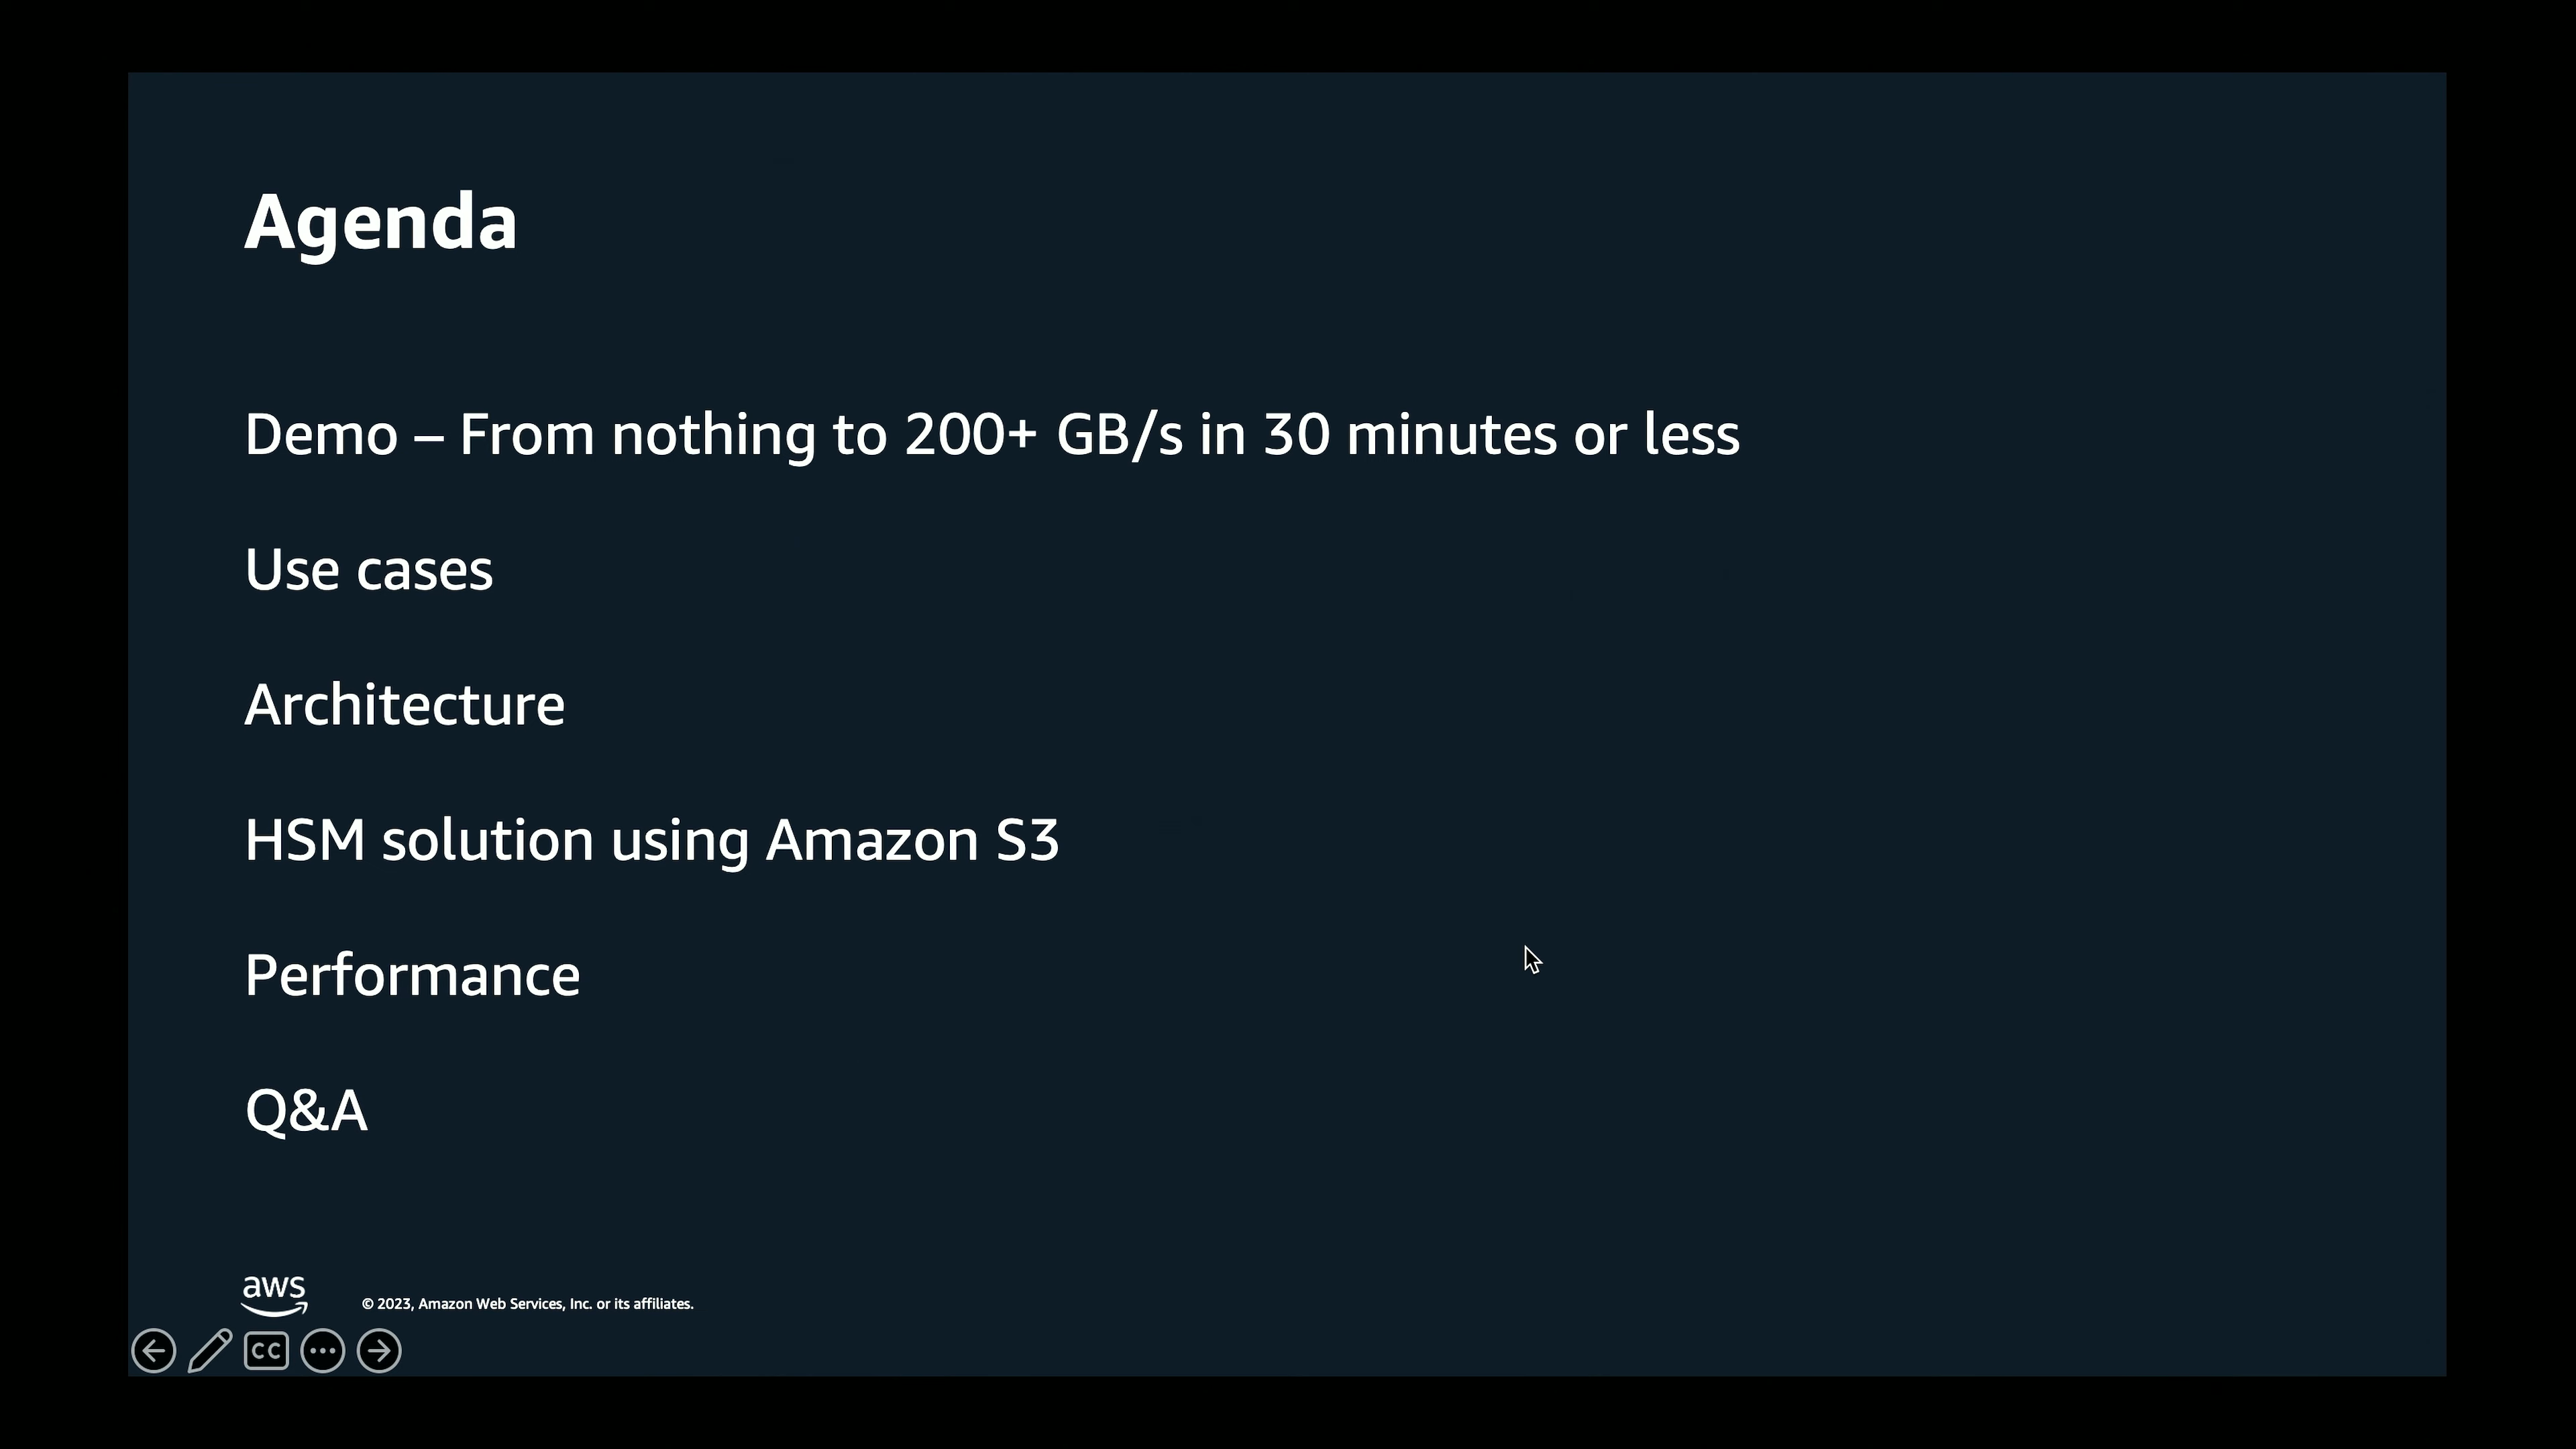 Agenda
Demo – From nothing to 200+ GB/s in 30 minutes or less
Use cases
Architecture
HSM solution using Amazon S3
Performance
Q&A
aws
© 2023, Amazon Web Services, Inc. or its affiliates.
CC